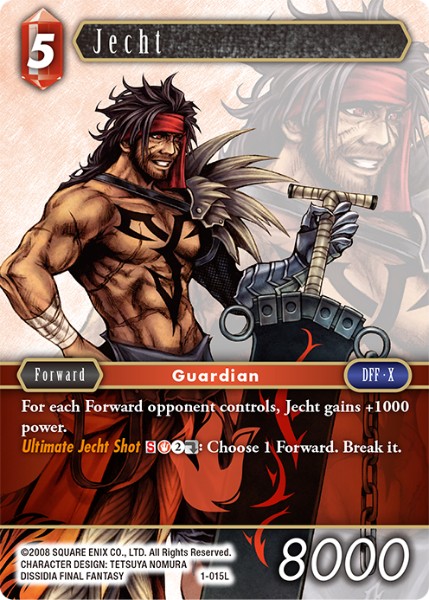 5
Jecht
Forward
Guardian
DFF · X
For each Forward opponent controls, Jecht gains +1000
power.
Ultimate Jecht Shot S 2 : Choose 1 Forward. Break it.
©2008 SQUARE ENIX CO., LTD. All Rights Reserved.
CHARACTER DESIGN: TETSUYA NOMURA
DISSIDIA FINAL FANTASY
1-015L
8000